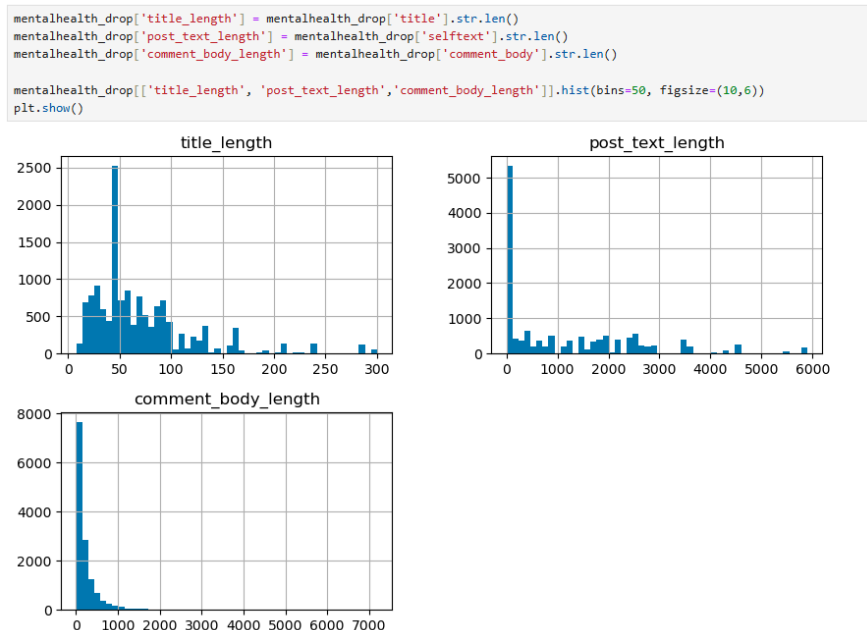 mentalhealth_drop['title_length'] = mentalhealth_drop['title'].str.len()
mentalhealth_drop['post_text_length'] = mentalhealth_drop['selftext'].str.len()
mentalhealth_drop['comment_body_length'] = mentalhealth_drop['comment_body'].str.len()
mentalhealth_drop[['title_length', 'post_text_length','comment_body_length']].hist(bins=50, figsize=(10,6))
plt.show()
title_length
2500
2000
1500
1000
500
0
0 50 100 150 200 250 300
post_text_length
5000
4000
3000
2000
1000
0
0 1000 2000 3000 4000 5000 6000
comment_body_length
8000
6000
4000
2000
0
0 1000 2000 3000 4000 5000 6000 7000